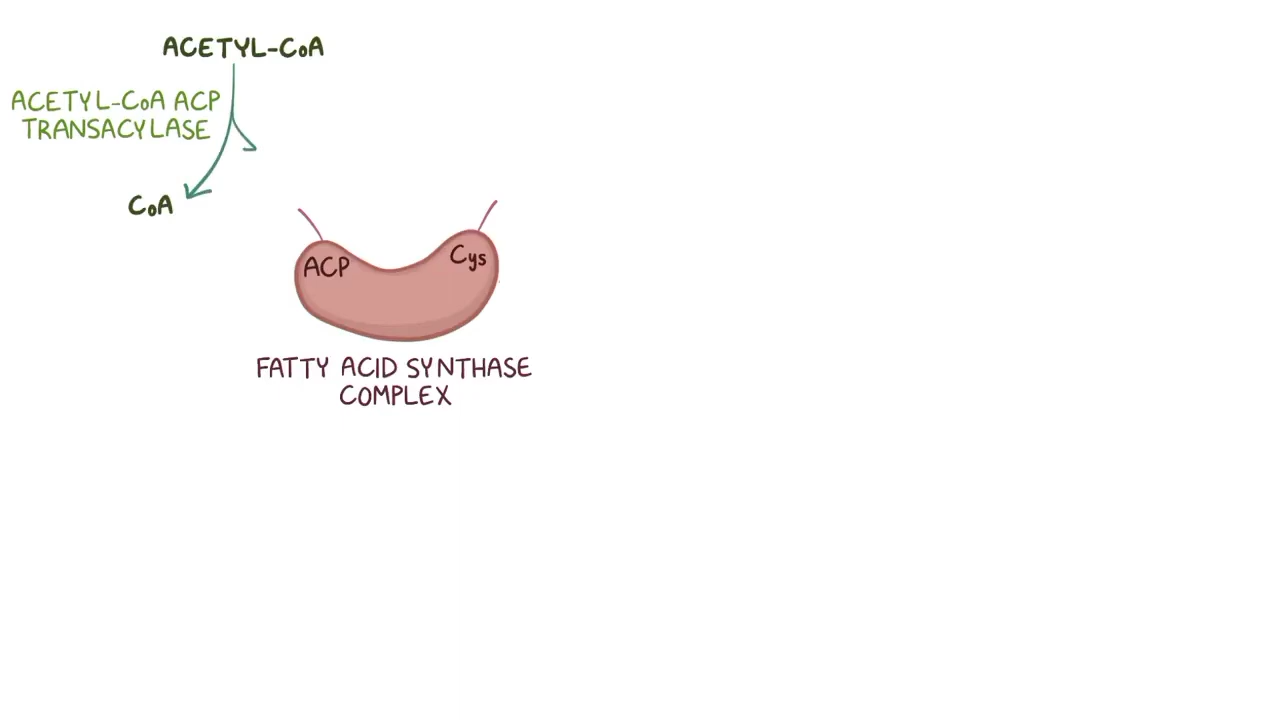 ACETYL-CoA
ACETYL-CoA ACP
TRANSACYLASE
CoA
ACP
Cys
FATTY ACID SYNTHASE
COMPLEX